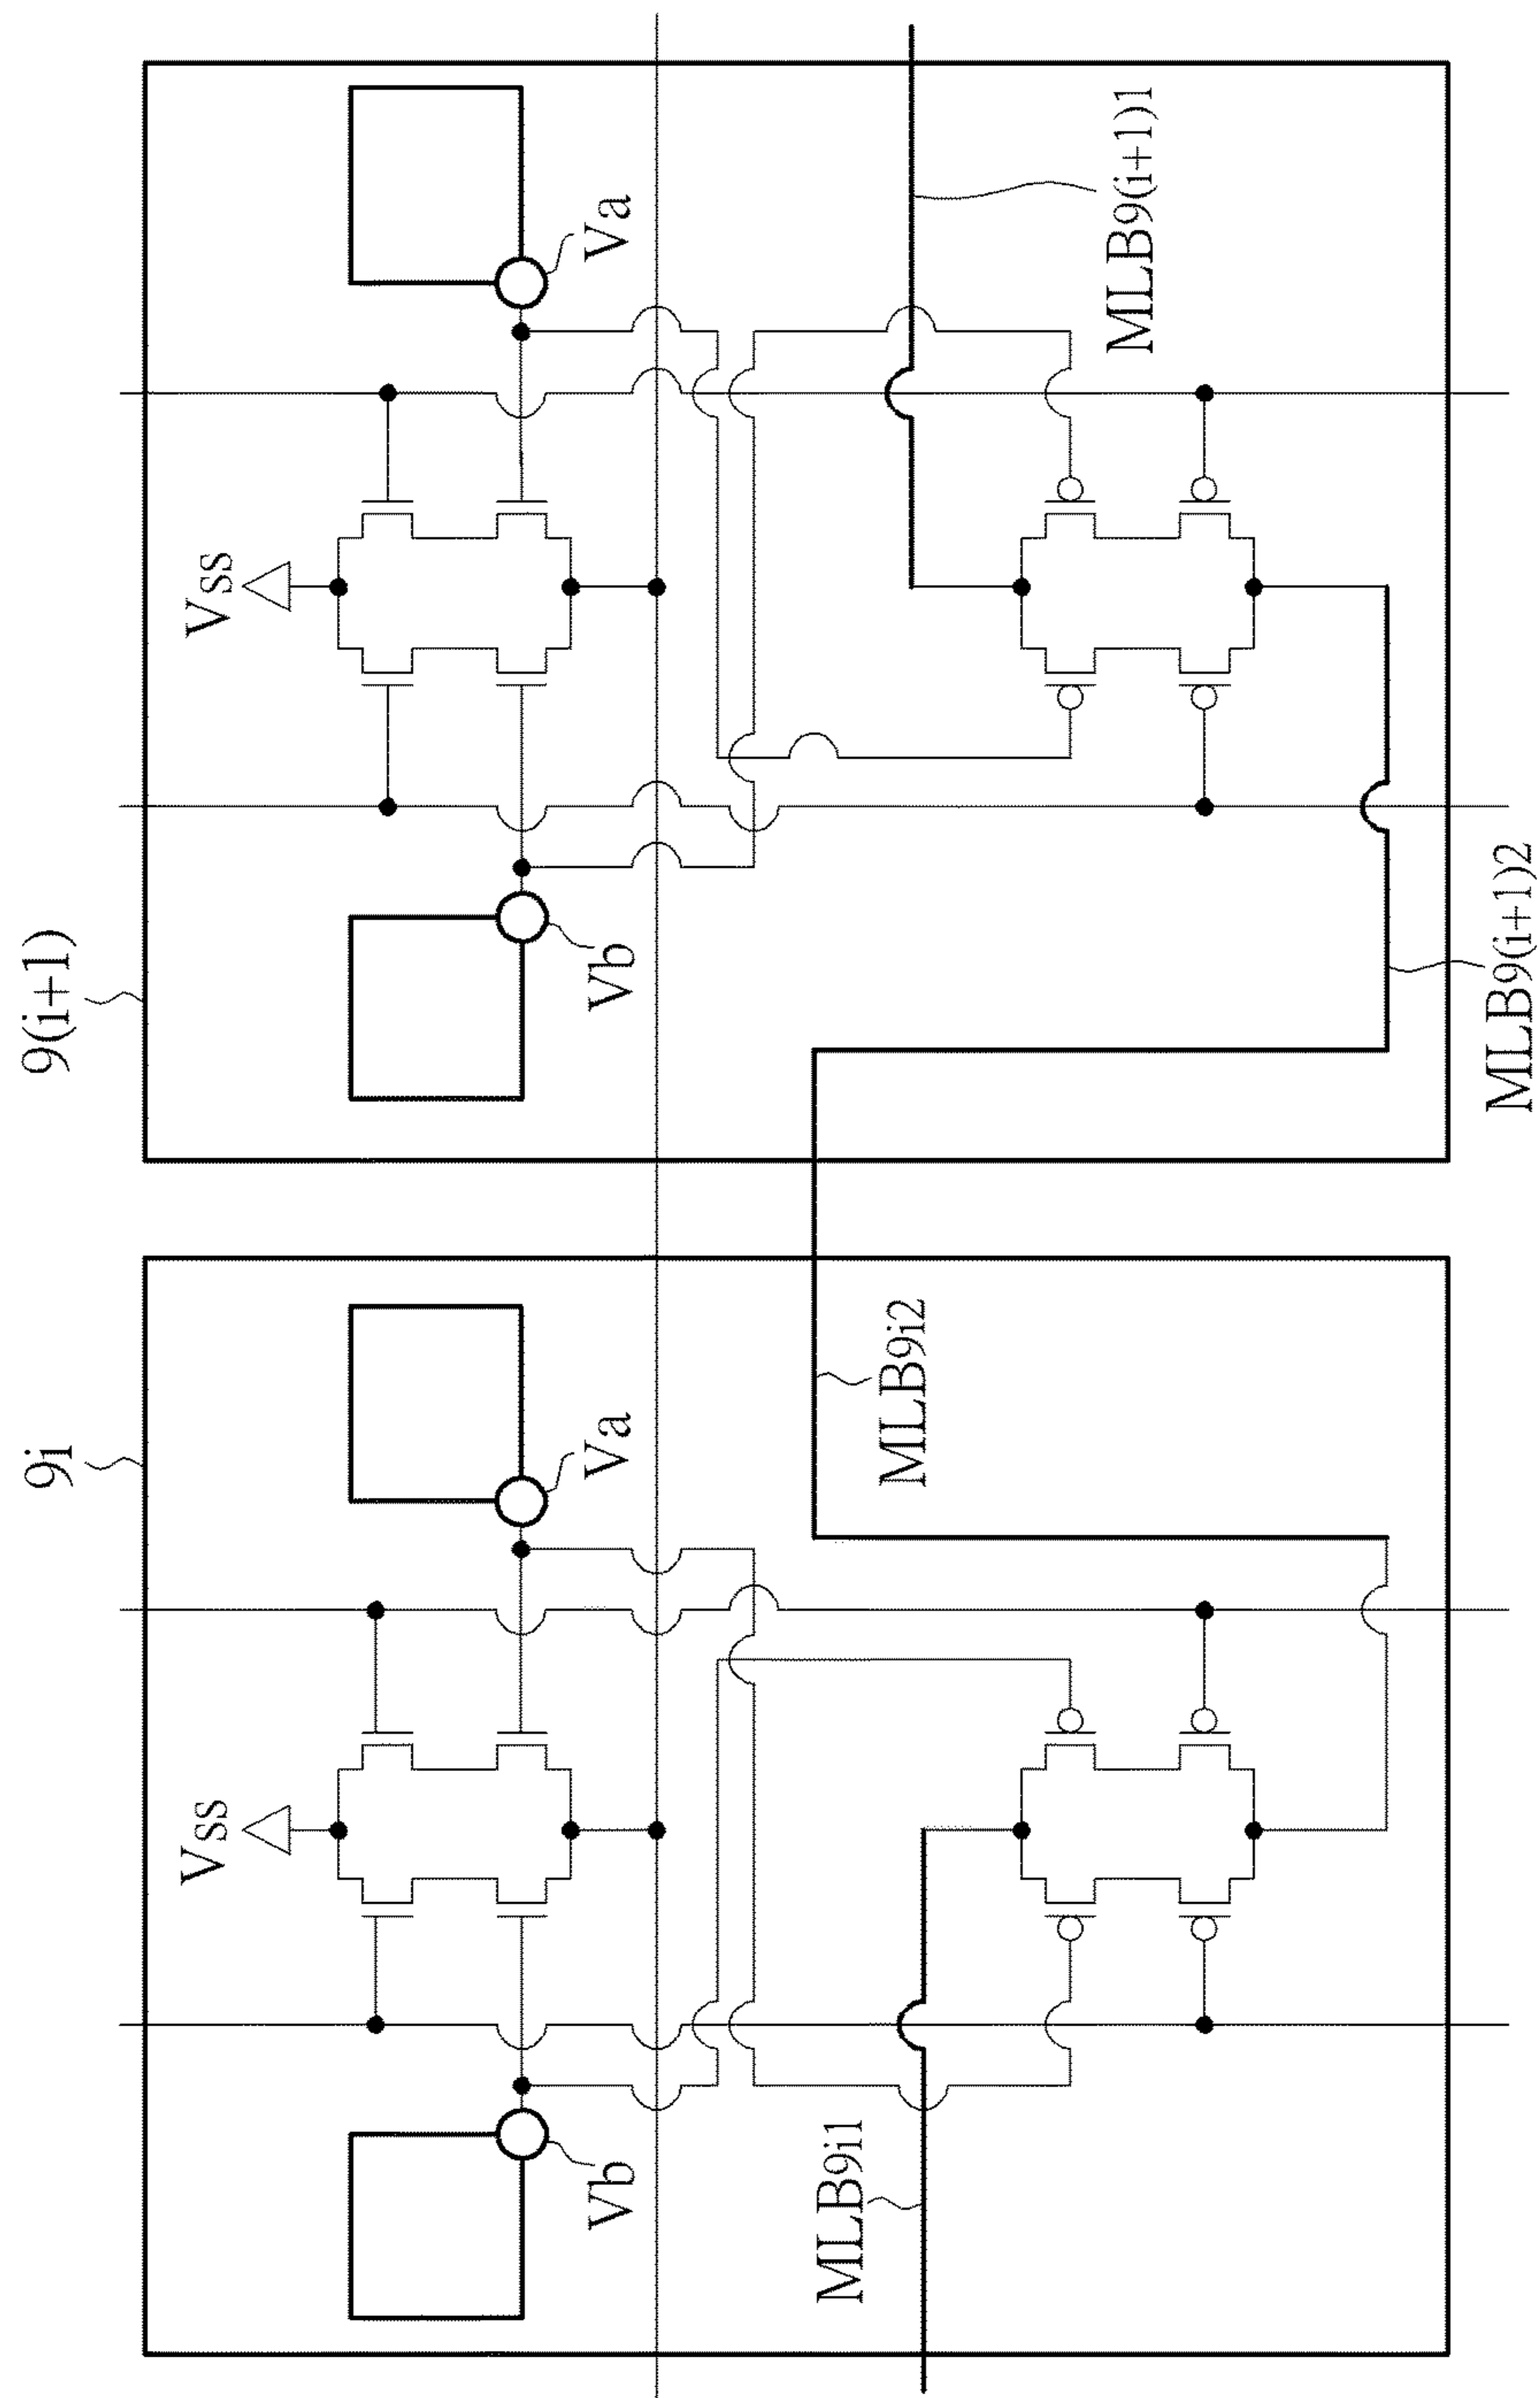 9i
9(i+1)
Vss
Vss
Vb
Va
Vb
Va
MLB9i1
MLB9i2
MLB9(i+1)1
MLB9(i+1)2